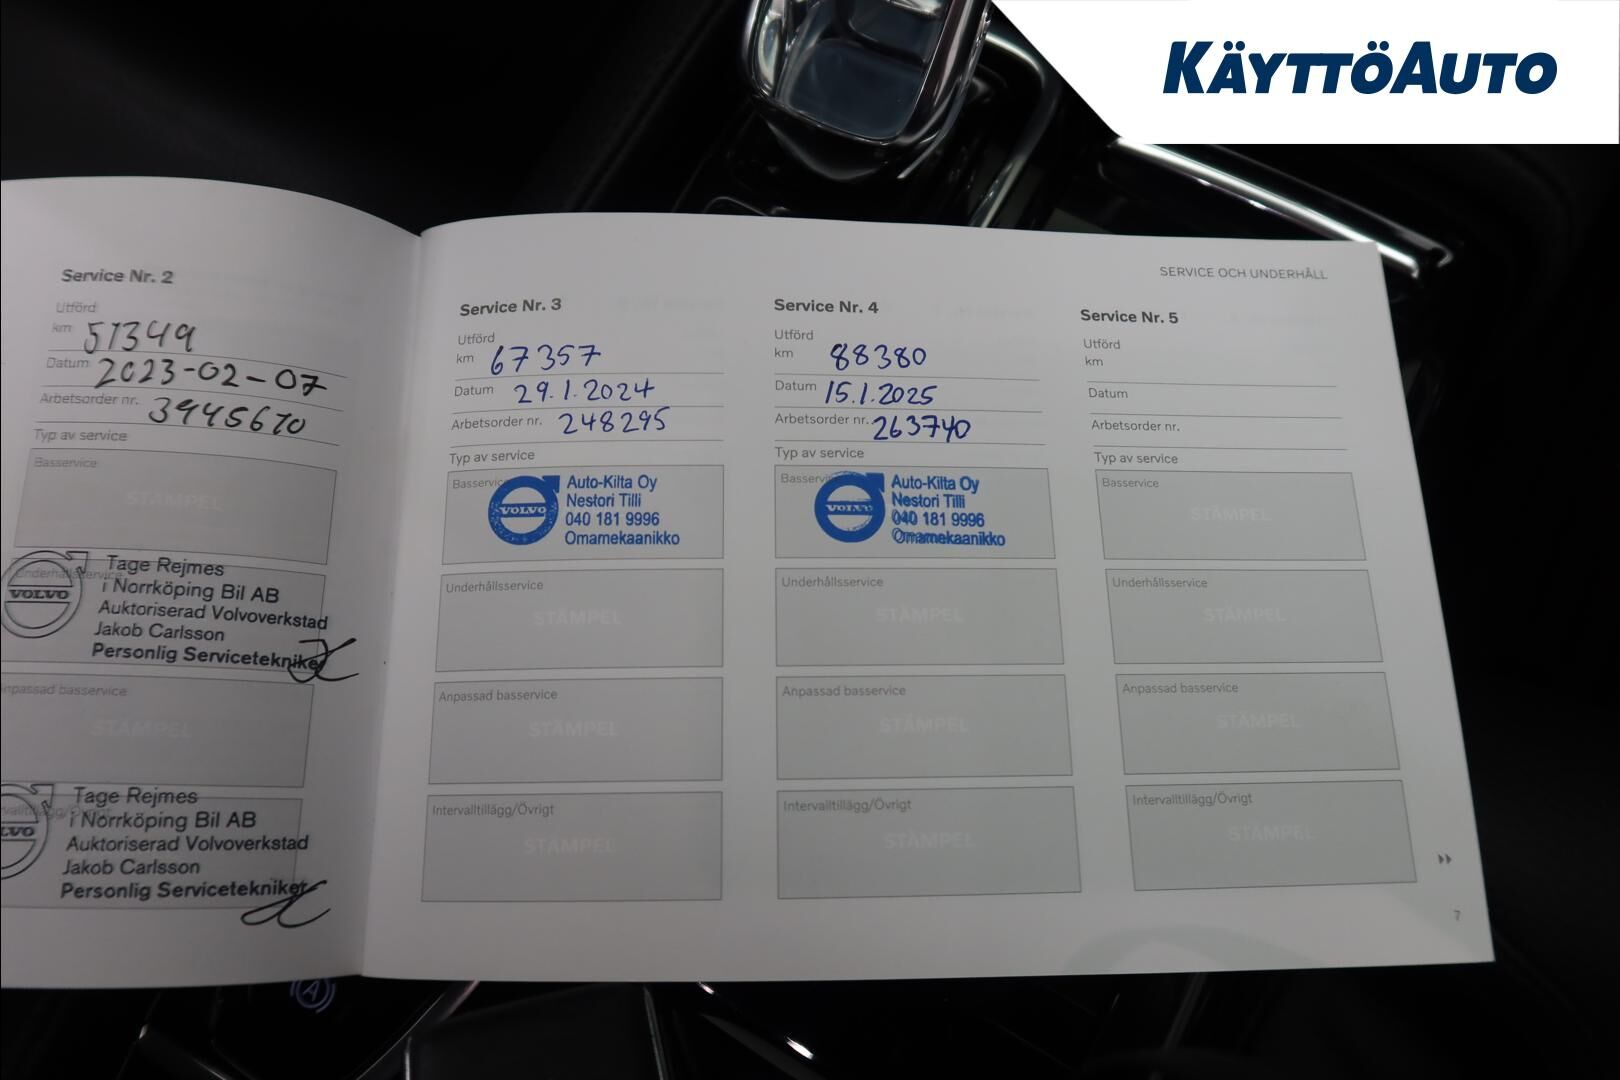 KÄYTTÖAUTO
Service Nr. 2
Utförd
km 51349
Datum 2023-02-07
Arbetsorder nr. 3945670
Typ av service
Basservice
STÄMPEL
Underhållsservice
VOLVO
Tage Rejmes
i Norrköping Bil AB
Auktoriserad Volvoverkstad
Jakob Carlsson
Personlig Servicetekniker
npassad basservice
STÄMPEL
rvalltillägg/Övrigt
LVO
Tage Rejmes
i Norrköping Bil AB
Auktoriserad Volvoverkstad
Jakob Carlsson
Personlig Servicetekniker
SERVICE OCH UNDERHÅLL
Service Nr. 3
Utförd
km 67357
Datum 29.1.2024
Arbetsorder nr. 248295
Typ av service
Basservice
VOLVO
Auto-Kilta Oy
Nestori Tilli
040 181 9996
Omamekaanikko
Underhållsservice
STÄMPEL
Anpassad basservice
STÄMPEL
Intervalltillägg/Övrigt
STÄMPEL
Service Nr. 4
Utförd
km 88380
Datum 15.1.2025
Arbetsorder nr. 263740
Typ av service
Basservice
VOLVO
Auto-Kilta Oy
Nestori Tilli
040 181 9996
Omamekaanikko
Underhållsservice
STÄMPEL
Anpassad basservice
STÄMPEL
Intervalltillägg/Övrigt
STÄMPEL
Service Nr. 5
Utförd
km
Datum
Arbetsorder nr.
Typ av service
Basservice
STÄMPEL
Underhållsservice
STÄMPEL
Anpassad basservice
STÄMPEL
Intervalltillägg/Övrigt
STÄMPEL
7
A